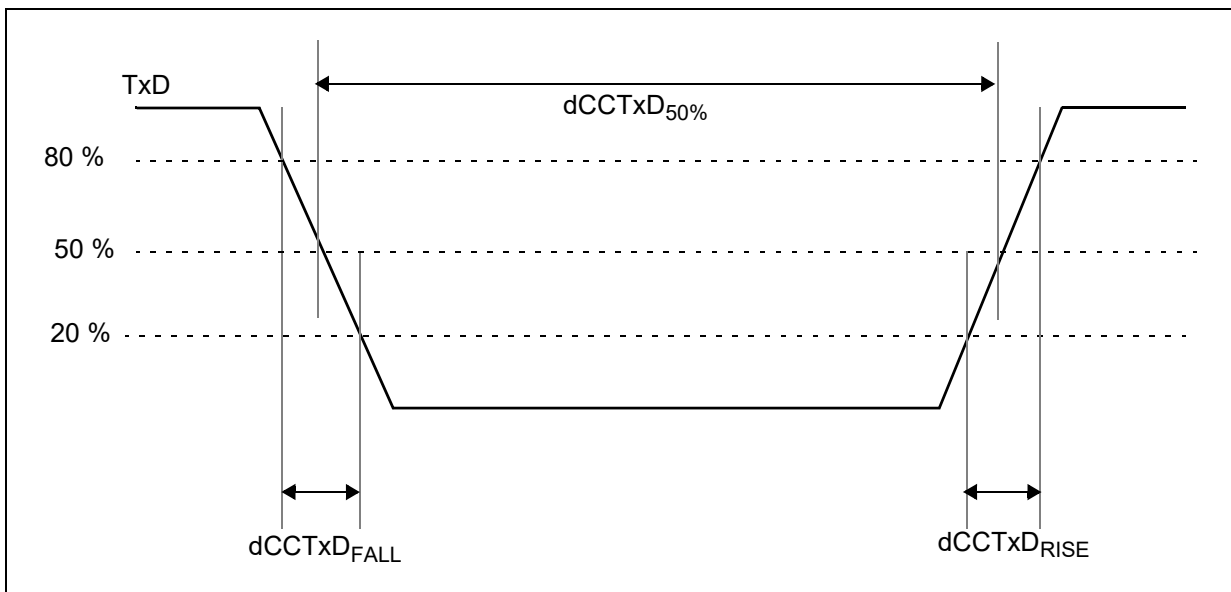 TxD
dCCTxD50%
80 %
50 %
20 %
dCCTxDFALL
dCCTxDRISE